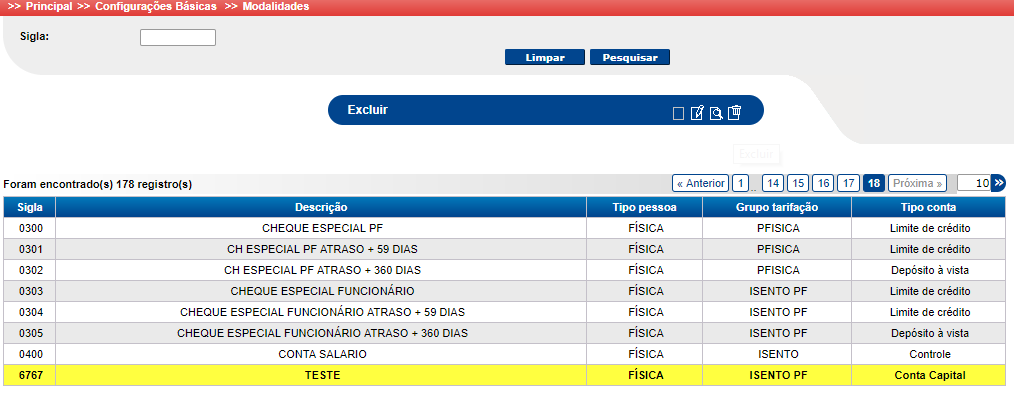 >> Principal >> Configurações Básicas >> Modalidades
Sigla:
Limpar Pesquisar
Excluir
Excluir
Foram encontrado(s) 178 registro(s) « Anterior 1 .. 14 15 16 17 18 Próxima » 10 »
Sigla Descrição Tipo pessoa Grupo tarifação Tipo conta
0300 CHEQUE ESPECIAL PF FÍSICA PFISICA Limite de crédito
0301 CH ESPECIAL PF ATRASO + 59 DIAS FÍSICA PFISICA Limite de crédito
0302 CH ESPECIAL PF ATRASO + 360 DIAS FÍSICA PFISICA Depósito à vista
0303 CHEQUE ESPECIAL FUNCIONÁRIO FÍSICA ISENTO PF Limite de crédito
0304 CHEQUE ESPECIAL FUNCIONÁRIO ATRASO + 59 DIAS FÍSICA ISENTO PF Limite de crédito
0305 CHEQUE ESPECIAL FUNCIONÁRIO ATRASO + 360 DIAS FÍSICA ISENTO PF Depósito à vista
0400 CONTA SALARIO FÍSICA ISENTO Controle
6767 TESTE FÍSICA ISENTO PF Conta Capital